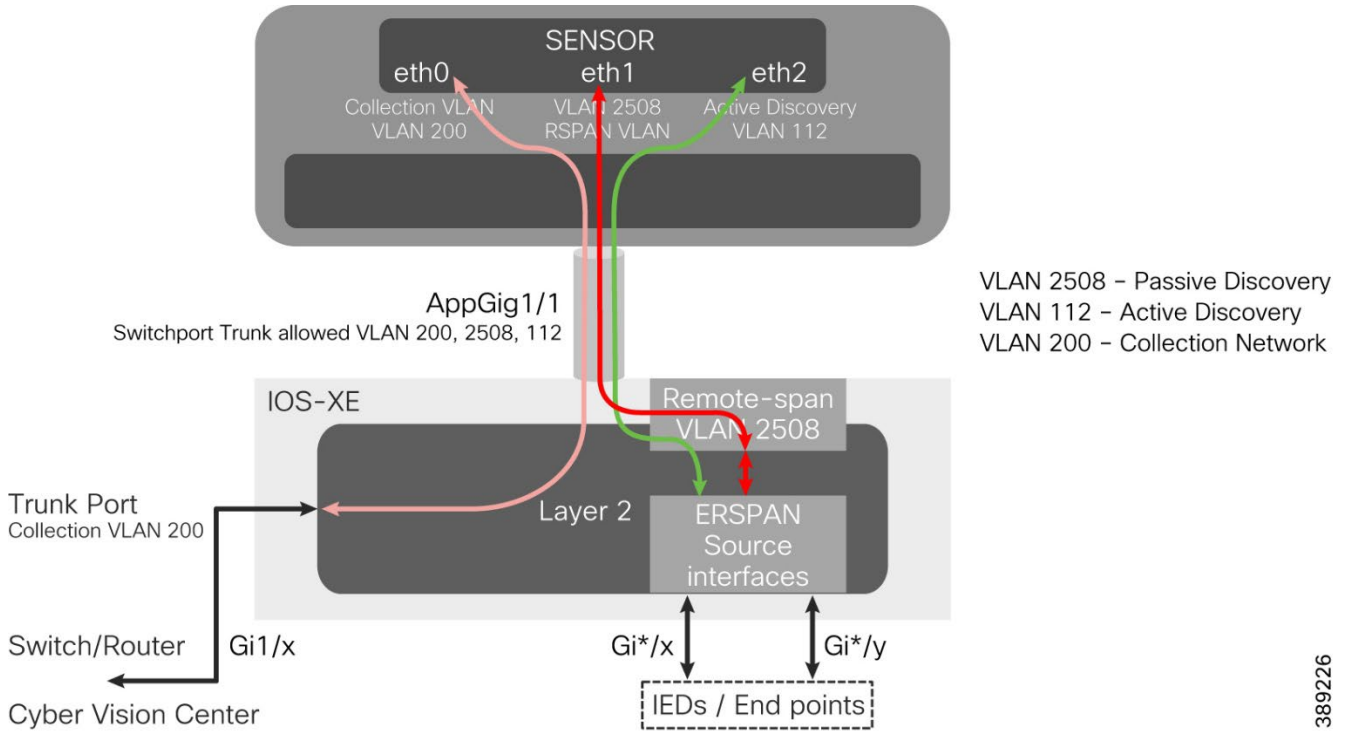 SENSOR
eth0
eth1
eth2
Collection VLAN
VLAN 200
VLAN 2508
RSPAN VLAN
Active Discovery
VLAN 112
AppGig1/1
Switchport Trunk allowed VLAN 200, 2508, 112
VLAN 2508 – Passive Discovery
VLAN 112 – Active Discovery
VLAN 200 – Collection Network
IOS-XE
Remote-span
VLAN 2508
Trunk Port
Collection VLAN 200
Layer 2
ERSPAN
Source
interfaces
Switch/Router
Gi1/x
Gi*/x
Gi*/y
Cyber Vision Center
IEDs / End points
389226